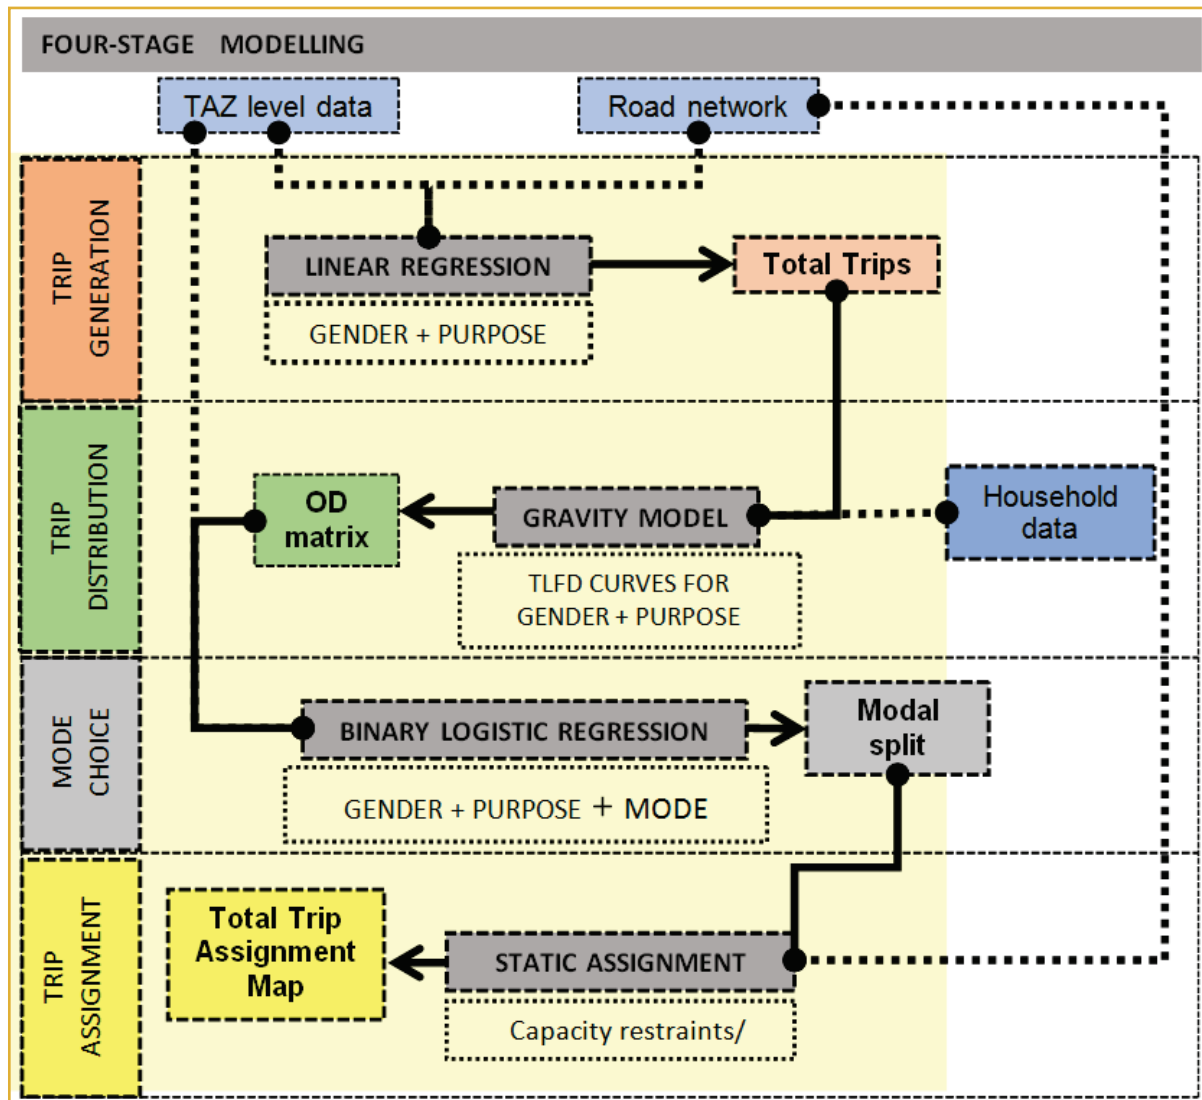 FOUR-STAGE MODELLING
TAZ level data
Road network
TRIP
GENERATION
LINEAR REGRESSION
Total Trips
GENDER + PURPOSE
TRIP
DISTRIBUTION
OD
matrix
GRAVITY MODEL
Household
data
TLFD CURVES FOR
GENDER + PURPOSE
MODE
CHOICE
BINARY LOGISTIC REGRESSION
Modal
split
GENDER + PURPOSE + MODE
TRIP
ASSIGNMENT
Total Trip
Assignment
Map
STATIC ASSIGNMENT
Capacity restraints/